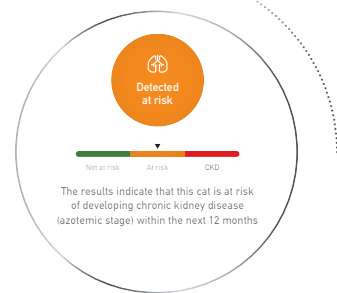 Detected
at risk
Not at risk At risk CKD
The results indicate that this cat is at risk
of developing chronic kidney disease
(azotemic stage) within the next 12 months